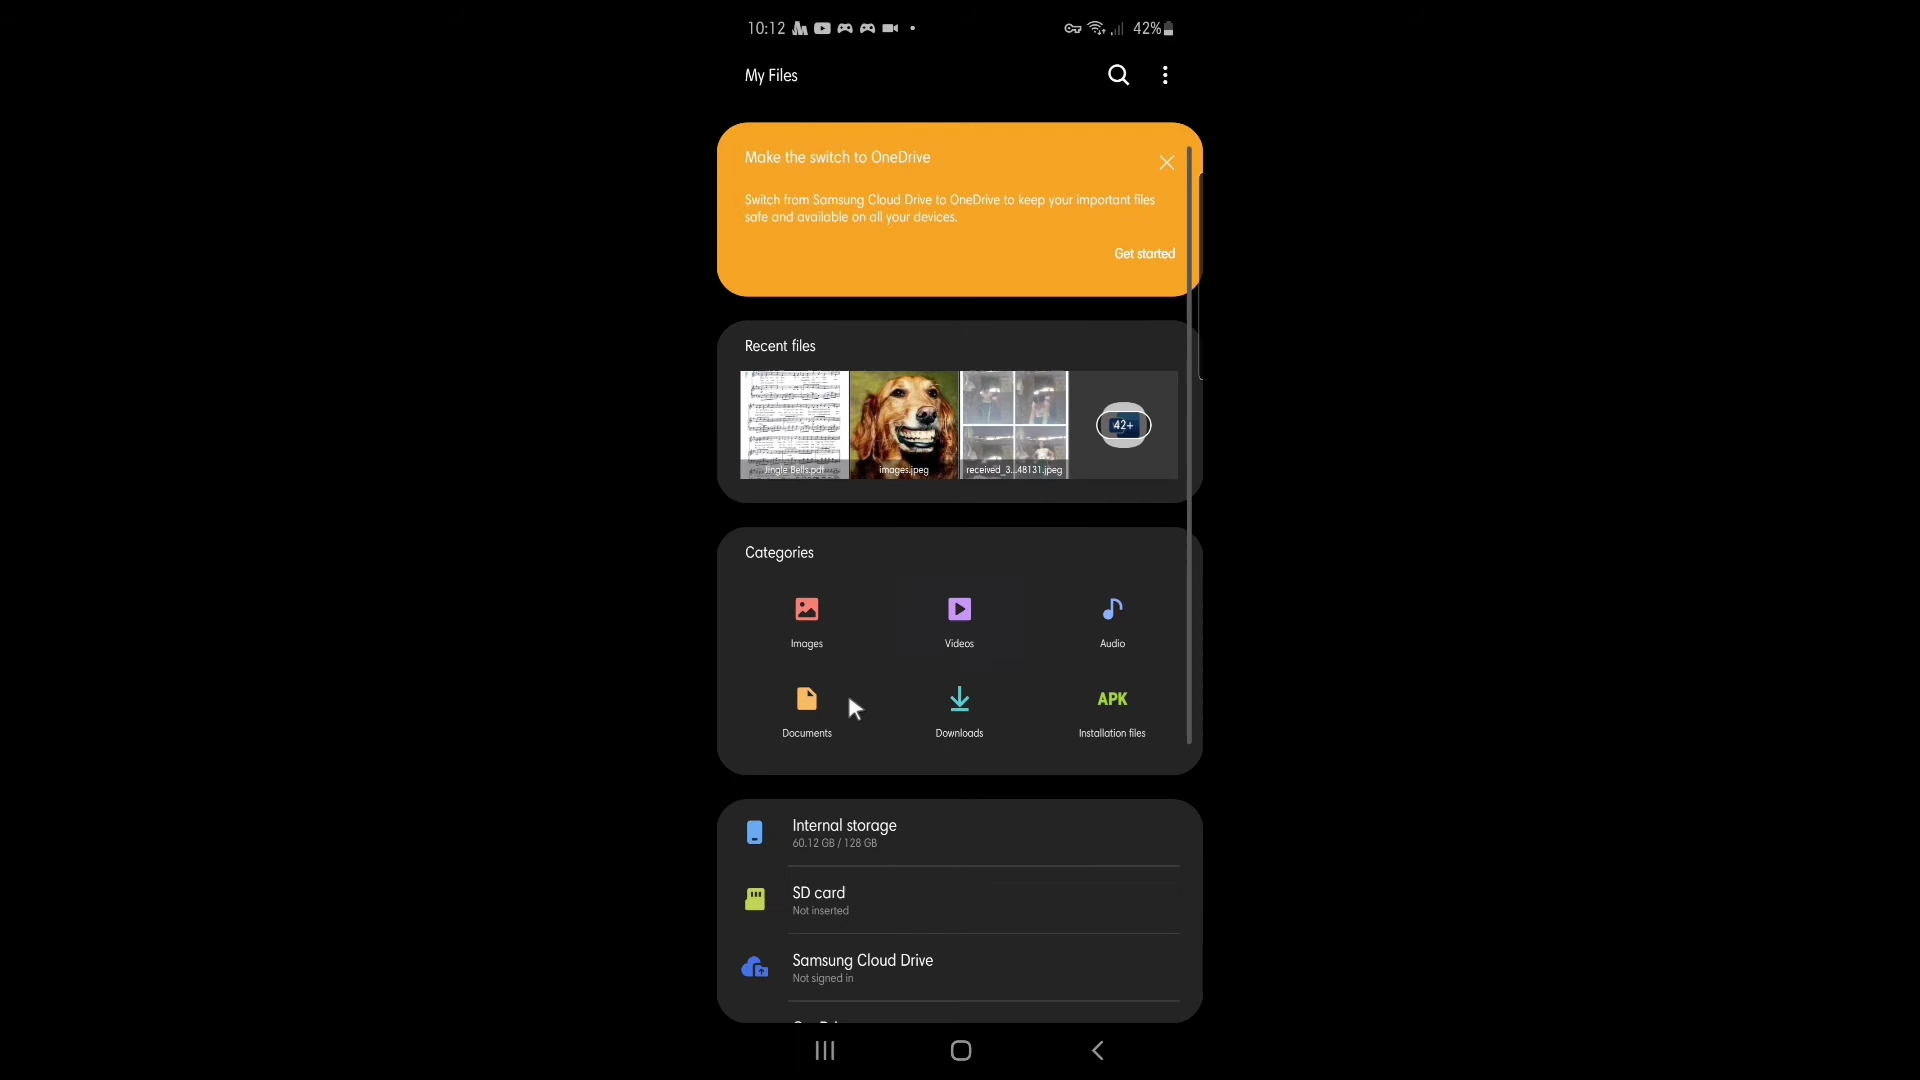 10:12
42%
My Files
Make the switch to OneDrive
Switch from Samsung Cloud Drive to OneDrive to keep your important files
safe and available on all your devices.
Get started
Recent files
42+
Jingle Bells.pdf
images.jpeg
received_3...48131.jpeg
Categories
Images
Videos
Audio
APK
Documents
Downloads
Installation files
Internal storage
60.12 GB / 128 GB
SD card
Not inserted
Samsung Cloud Drive
Not signed in